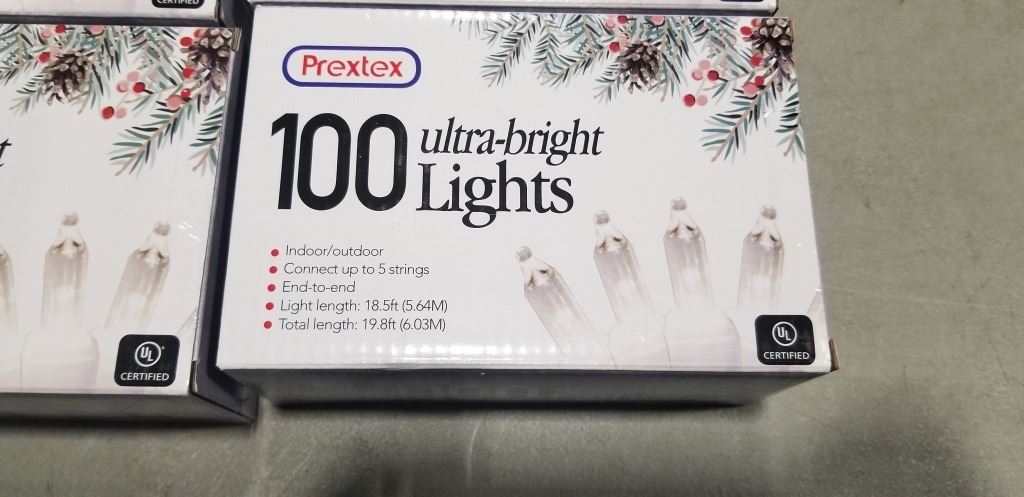 CERTIFIED
Prextex
100 ultra-bright
Lights
Indoor/outdoor
Connect up to 5 strings
End-to-end
Light length: 18.5ft (5.64M)
Total length: 19.8ft (6.03M)
UL
CERTIFIED
t
UL
CERTIFIED